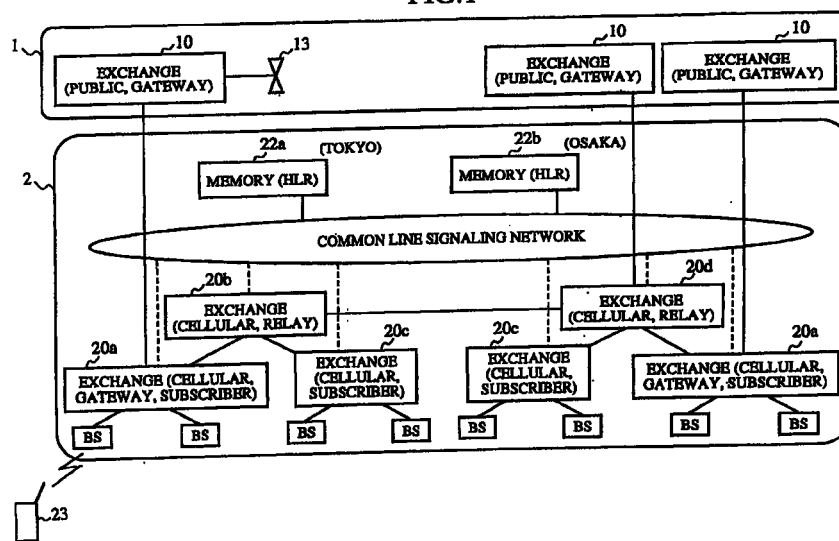 FIG.1
1
10
13
10
10
EXCHANGE
(PUBLIC, GATEWAY)
EXCHANGE
(PUBLIC, GATEWAY)
EXCHANGE
(PUBLIC, GATEWAY)
2
22a
(TOKYO)
22b
(OSAKA)
MEMORY (HLR)
MEMORY (HLR)
COMMON LINE SIGNALING NETWORK
20b
20d
EXCHANGE
(CELLULAR, RELAY)
EXCHANGE
(CELLULAR, RELAY)
20a
20c
20c
20a
EXCHANGE (CELLULAR,
GATEWAY, SUBSCRIBER)
EXCHANGE
(CELLULAR,
SUBSCRIBER)
EXCHANGE
(CELLULAR,
SUBSCRIBER)
EXCHANGE (CELLULAR,
GATEWAY, SUBSCRIBER)
BS
BS
BS
BS
BS
BS
BS
BS
23